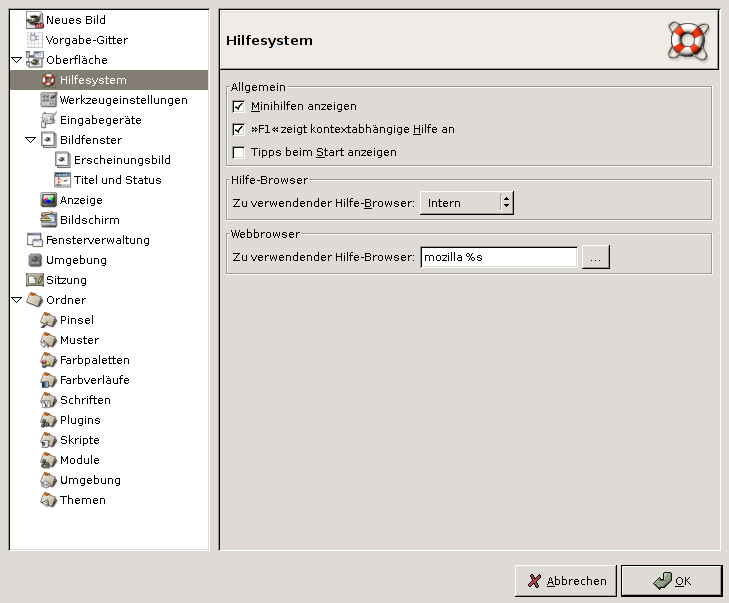 Neues Bild
Vorgabe-Gitter
Oberfläche
Hilfesystem
Werkzeugeinstellungen
Eingabegeräte
Bildfenster
Erscheinungsbild
Titel und Status
Anzeige
Bildschirm
Fensterverwaltung
Umgebung
Sitzung
Ordner
Pinsel
Muster
Farbpaletten
Farbverläufe
Schriften
Plugins
Skripte
Module
Umgebung
Themen
Hilfesystem
Allgemein
Minihilfen anzeigen
»F1« zeigt kontextabhängige Hilfe an
Tipps beim Start anzeigen
Hilfe-Browser
Zu verwendender Hilfe-Browser: Intern
Webbrowser
Zu verwendender Hilfe-Browser: mozilla %s ...
Abbrechen OK